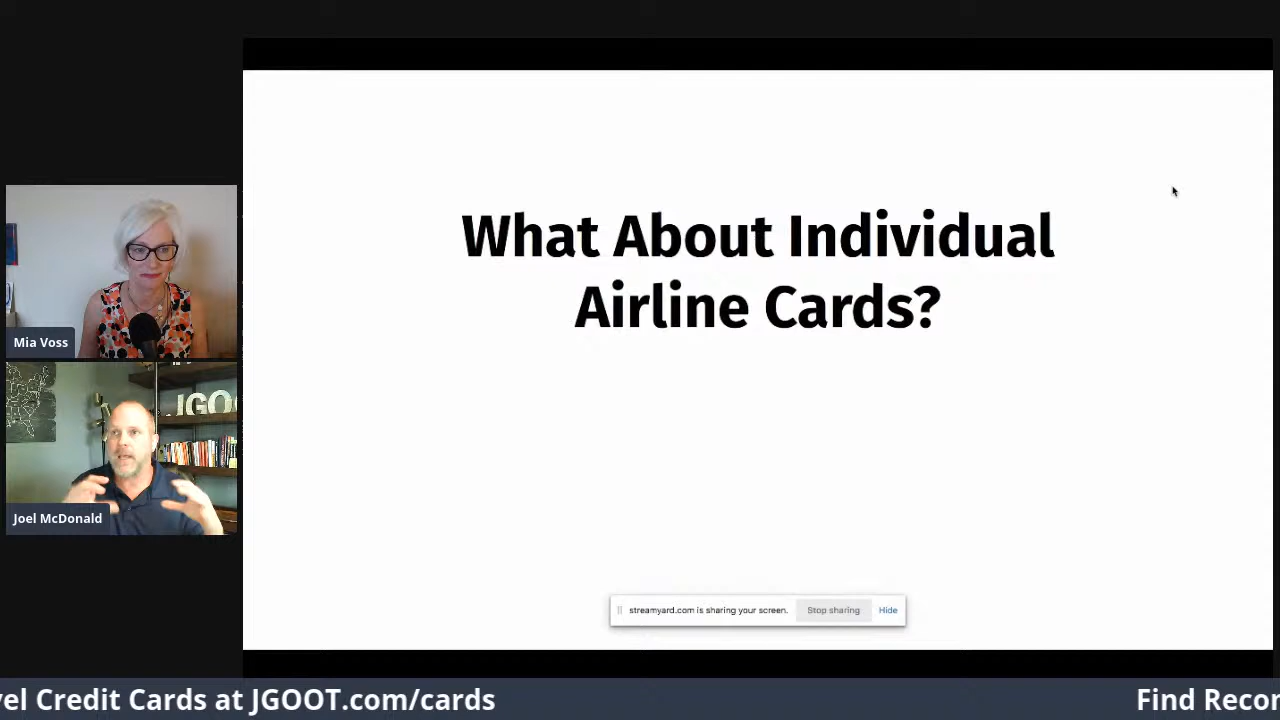 What About Individual
Airline Cards?
Mia Voss
JGO
Joel McDonald
streamyard.com is sharing your screen. Stop sharing Hide
vel Credit Cards at JGOOT.com/cards
Find Recor